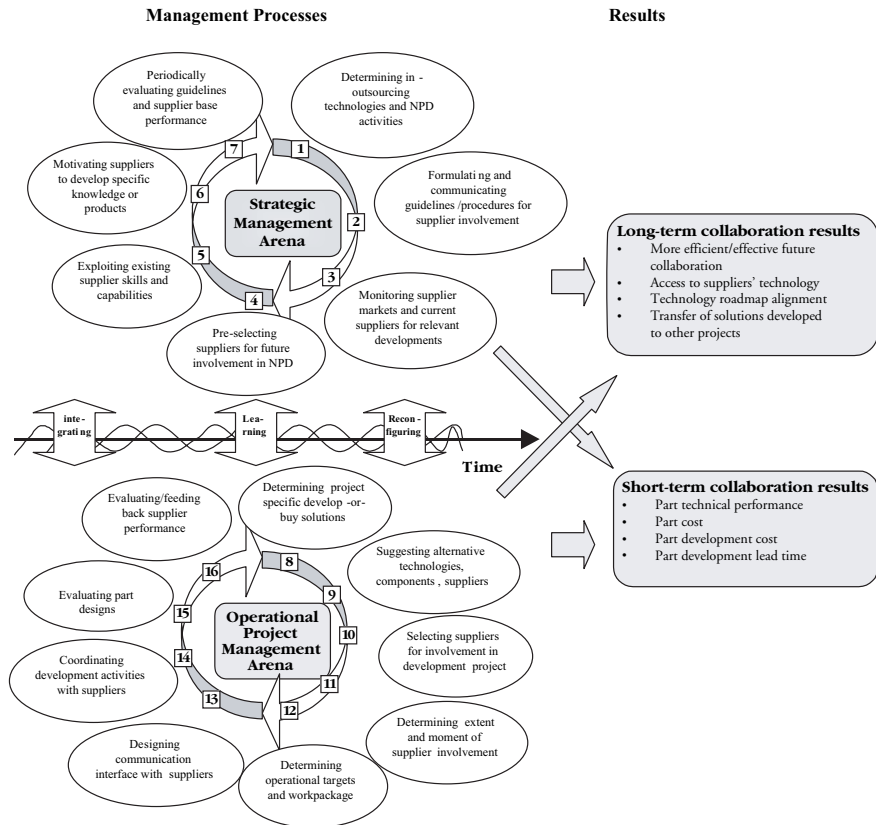 Management Processes
Results
Periodically
evaluating guidelines
and supplier base
performance
Determining in -
outsourcing
technologies and NPD
activities
7
1
Motivating suppliers
to develop specific
knowledge or
products
6
Strategic
Management
Arena
2
Formulating and
communicating
guidelines /procedures for
supplier involvement
5
3
Exploiting existing
supplier skills and
capabilities
4
Monitoring supplier
markets and current
suppliers for relevant
developments
Pre-selecting
suppliers for future
involvement in NPD
Long-term collaboration results
• More efficient/effective future
collaboration
• Access to suppliers' technology
• Technology roadmap alignment
• Transfer of solutions developed
to other projects
inte-
grating
Lea-
rning
Recon-
figuring
Time
Evaluating/feeding
back supplier
performance
Determining project
specific develop -or-
buy solutions
16
8
Suggesting alternative
technologies,
components , suppliers
9
Evaluating part
designs
15
Operational
Project
Management
Arena
10
Selecting suppliers
for involvement in
development project
14
Coordinating
development activities
with suppliers
11
13
12
Determining extent
and moment of
supplier involvement
Designing
communication
interface with suppliers
Determining
operational targets
and workpackage
Short-term collaboration results
• Part technical performance
• Part cost
• Part development cost
• Part development lead time